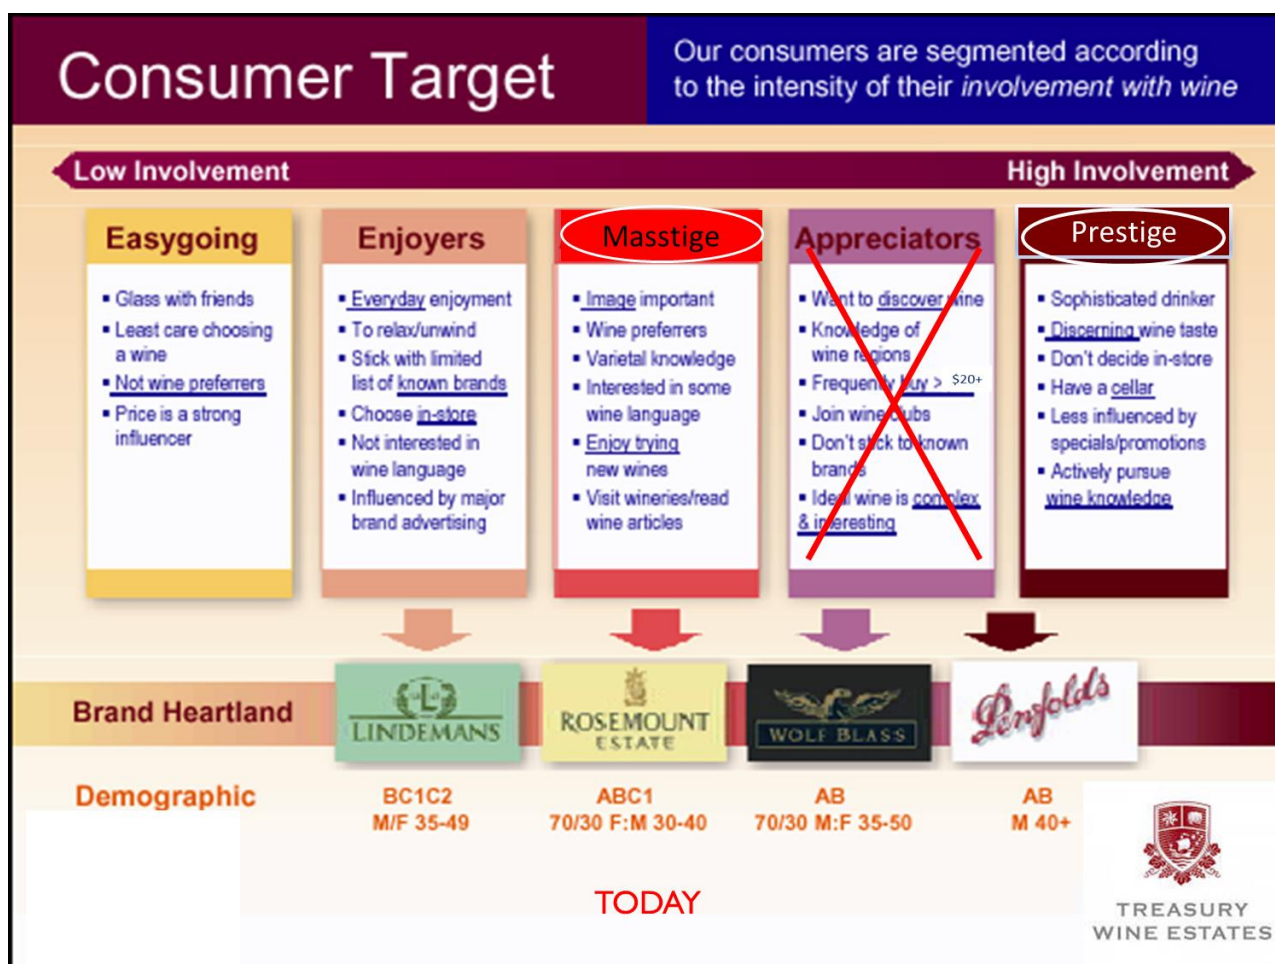 Consumer Target
Our consumers are segmented according
to the intensity of their involvement with wine
Low Involvement
High Involvement
Easygoing
▪ Glass with friends
▪ Least care choosing
a wine
▪ Not wine preferrers
▪ Price is a strong
influencer
Enjoyers
▪ Everyday enjoyment
▪ To relax/unwind
▪ Stick with limited
list of known brands
▪ Choose in-store
▪ Not interested in
wine language
▪ Influenced by major
brand advertising
Masstige
▪ Image important
▪ Wine preferrers
▪ Varietal knowledge
▪ Interested in some
wine language
▪ Enjoy trying
new wines
▪ Visit wineries/read
wine articles
Appreciators
▪ Want to discover wine
▪ Knowledge of
wine regions
▪ Frequently buy > $20+
▪ Join wine clubs
▪ Don't stick to known
brands
▪ Ideal wine is complex
& interesting
Prestige
▪ Sophisticated drinker
▪ Discerning wine taste
▪ Don't decide in-store
▪ Have a cellar
▪ Less influenced by
specials/promotions
▪ Actively pursue
wine knowledge
Brand Heartland
L
LINDEMANS
ROSEMOUNT
ESTATE
WOLF BLASS
Penfolds
Demographic
BC1C2
M/F 35-49
ABC1
70/30 F:M 30-40
AB
70/30 M:F 35-50
AB
M 40+
TODAY
TREASURY
WINE ESTATES